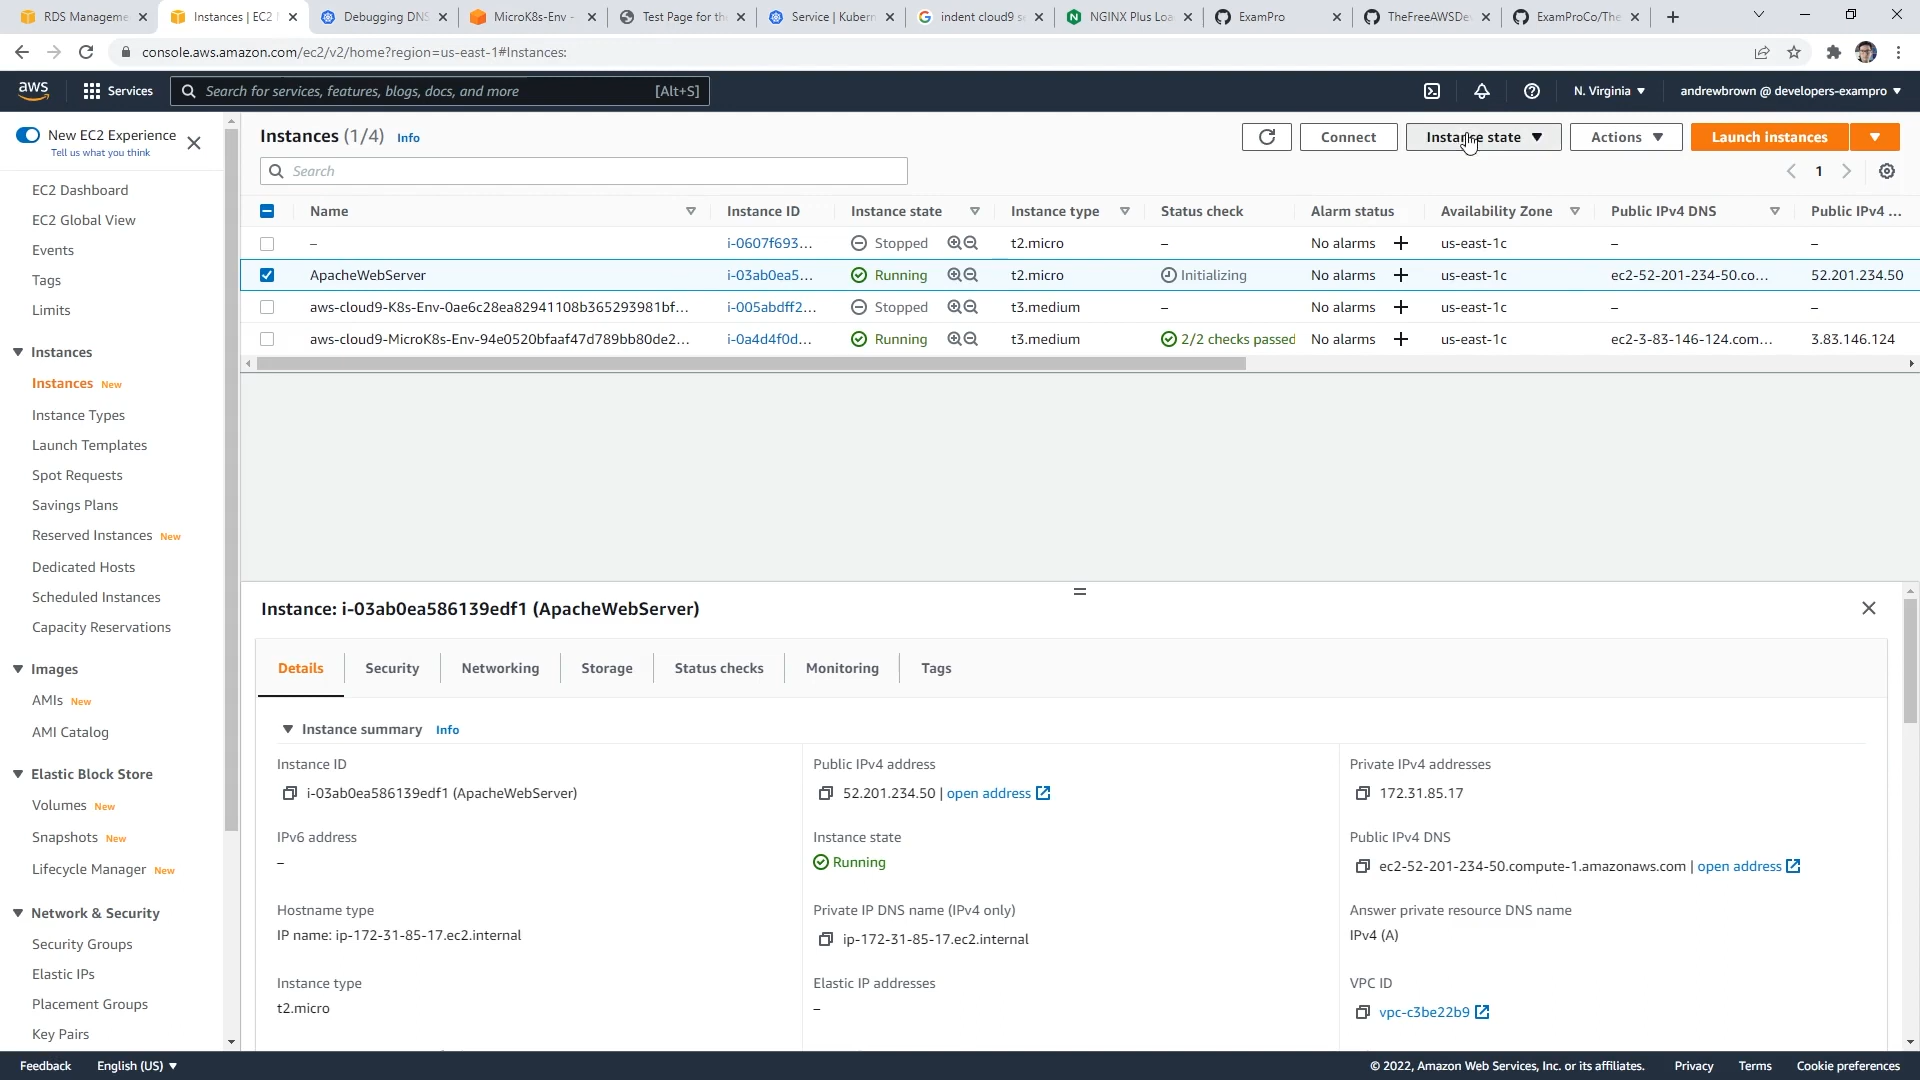 RDS Manageme
Instances | EC2
Debugging DNS
MicroK8s-Env -
Test Page for th
Service | Kubern
indent cloud9 se
NGINX Plus Loa
ExamPro
TheFreeAWSDe
ExamProCo/The
console.aws.amazon.com/ec2/v2/home?region=us-east-1#Instances:
aws
Services
Search for services, features, blogs, docs, and more
[Alt+S]
N. Virginia
andrewbrown @ developers-exampro
New EC2 Experience
Tell us what you think
EC2 Dashboard
EC2 Global View
Events
Tags
Limits
Instances
Instances New
Instance Types
Launch Templates
Spot Requests
Savings Plans
Reserved Instances New
Dedicated Hosts
Scheduled Instances
Capacity Reservations
Images
AMIs New
AMI Catalog
Elastic Block Store
Volumes New
Snapshots New
Lifecycle Manager New
Network & Security
Security Groups
Elastic IPs
Placement Groups
Key Pairs
Instances (1/4) Info
Connect
Instance state
Actions
Launch instances
Search
1
Name Instance ID Instance state Instance type Status check Alarm status Availability Zone Public IPv4 DNS Public IPv4 ...
– i-0607f693... Stopped t2.micro – No alarms + us-east-1c – –
ApacheWebServer i-03ab0ea5... Running t2.micro Initializing No alarms + us-east-1c ec2-52-201-234-50.co... 52.201.234.50
aws-cloud9-K8s-Env-0ae6c28ea82941108b365293981bf... i-005abdff2... Stopped t3.medium – No alarms + us-east-1c – –
aws-cloud9-MicroK8s-Env-94e0520bfaaf47d789bb80de2... i-0a4d4f0d... Running t3.medium 2/2 checks passed No alarms + us-east-1c ec2-3-83-146-124.com... 3.83.146.124
Instance: i-03ab0ea586139edf1 (ApacheWebServer)
Details
Security
Networking
Storage
Status checks
Monitoring
Tags
Instance summary Info
Instance ID
i-03ab0ea586139edf1 (ApacheWebServer)
Public IPv4 address
52.201.234.50 | open address
Private IPv4 addresses
172.31.85.17
IPv6 address
–
Instance state
Running
Public IPv4 DNS
ec2-52-201-234-50.compute-1.amazonaws.com | open address
Hostname type
IP name: ip-172-31-85-17.ec2.internal
Private IP DNS name (IPv4 only)
ip-172-31-85-17.ec2.internal
Answer private resource DNS name
IPv4 (A)
Instance type
t2.micro
Elastic IP addresses
–
VPC ID
vpc-c3be22b9
Feedback
English (US)
© 2022, Amazon Web Services, Inc. or its affiliates.
Privacy
Terms
Cookie preferences